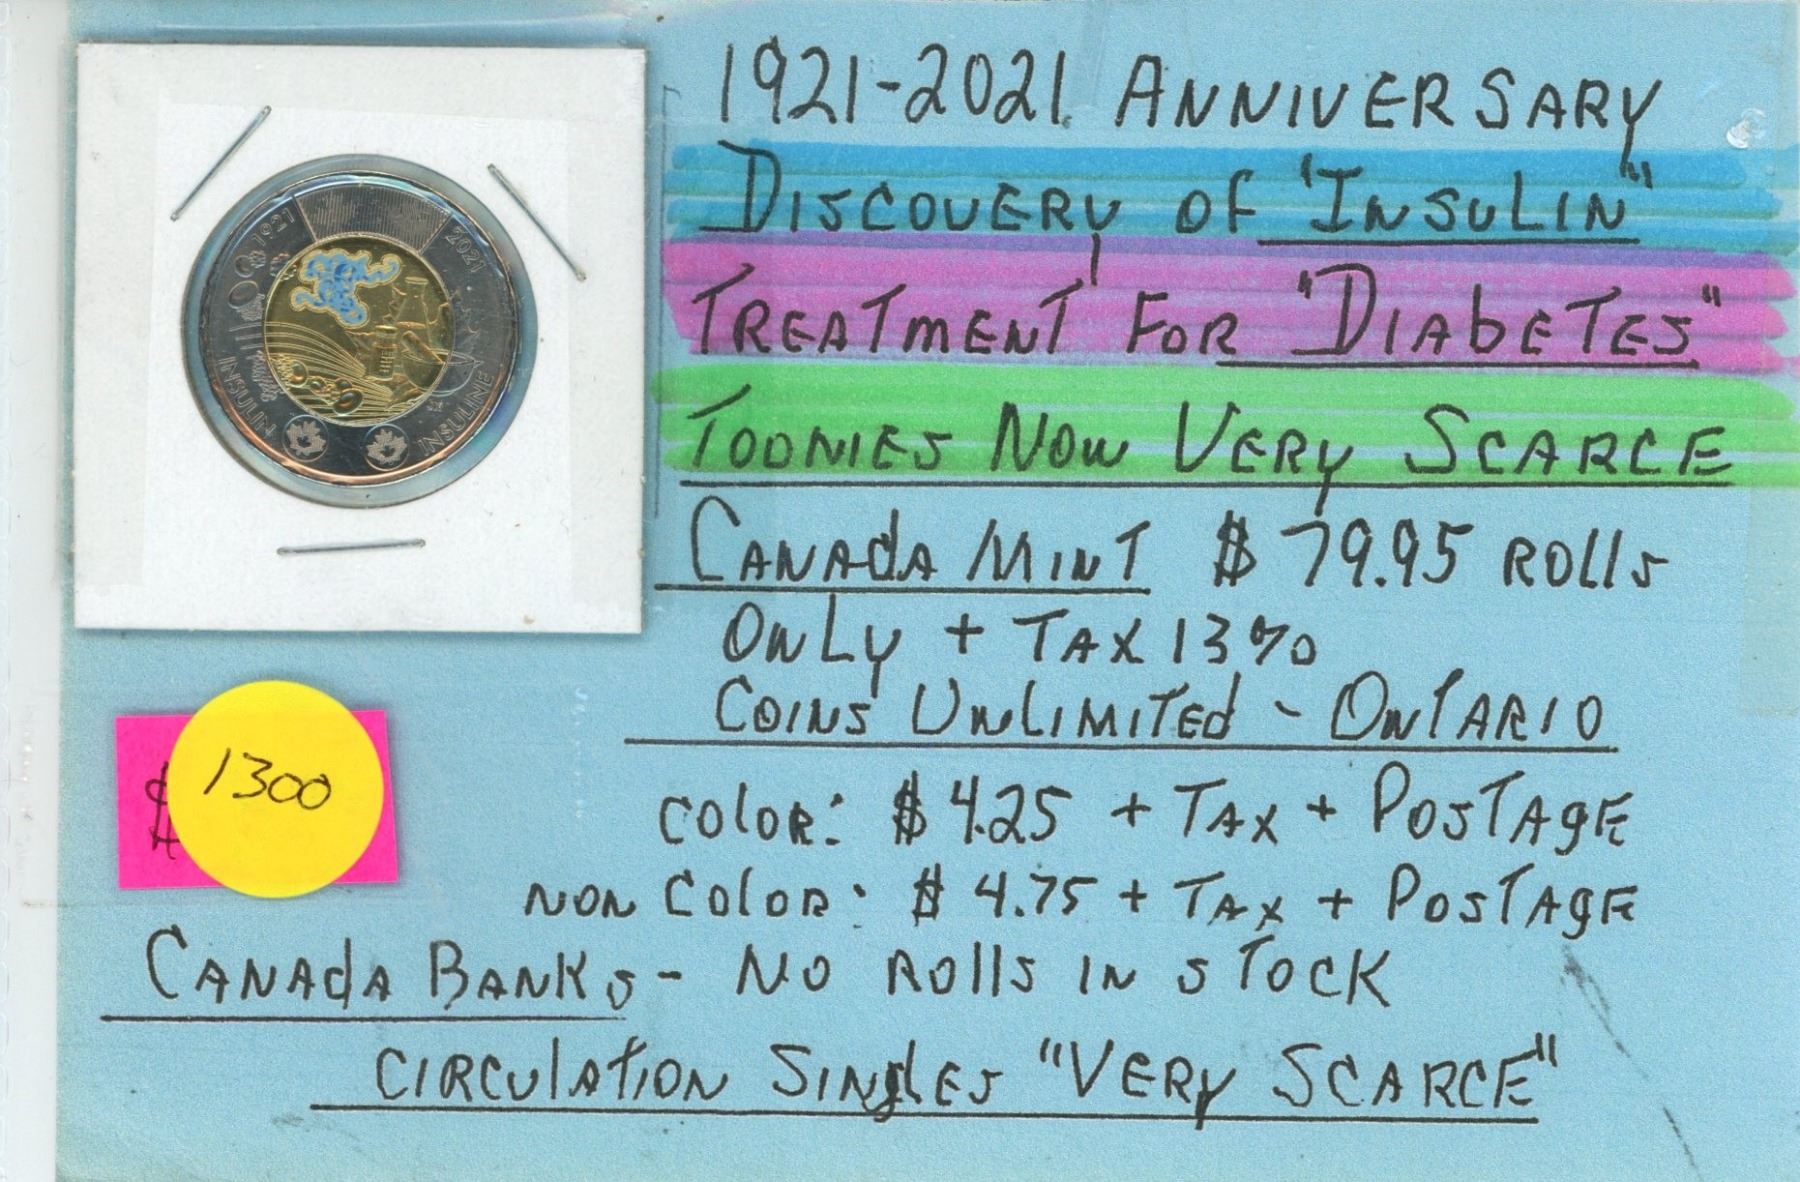 1921
2021
INSULIN
INSULINE
1921-2021 ANNIVERSARY
DISCOVERY OF "INSULIN"
TREATMENT FOR "DIABETES"
TOONIES NOW VERY SCARCE
CANADA MINT $ 79.95 ROLLS
ONLY + TAX 13%
COINS UNLIMITED - ONTARIO
COLOR: $ 4.25 + TAX + POSTAGE
NON COLOR: $ 4.75 + TAX + POSTAGE
CANADA BANKS - NO ROLLS IN STOCK
CIRCULATION SINGLES "VERY SCARCE"
$ 1300